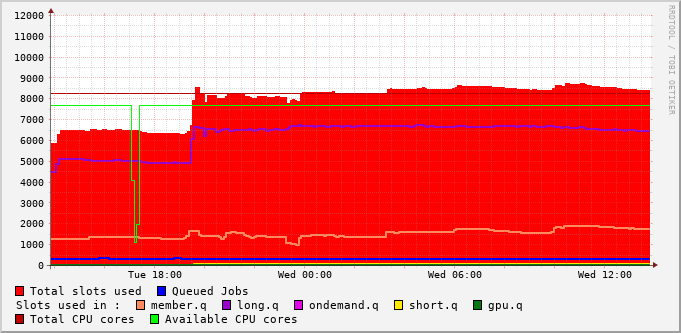 RRDTOOL / TOBI OETIKER
12000
11000
10000
9000
8000
7000
6000
5000
4000
3000
2000
1000
0
Tue 18:00 Wed 00:00 Wed 06:00 Wed 12:00
Total slots used Queued Jobs
Slots used in : member.q long.q ondemand.q short.q gpu.q
Total CPU cores Available CPU cores